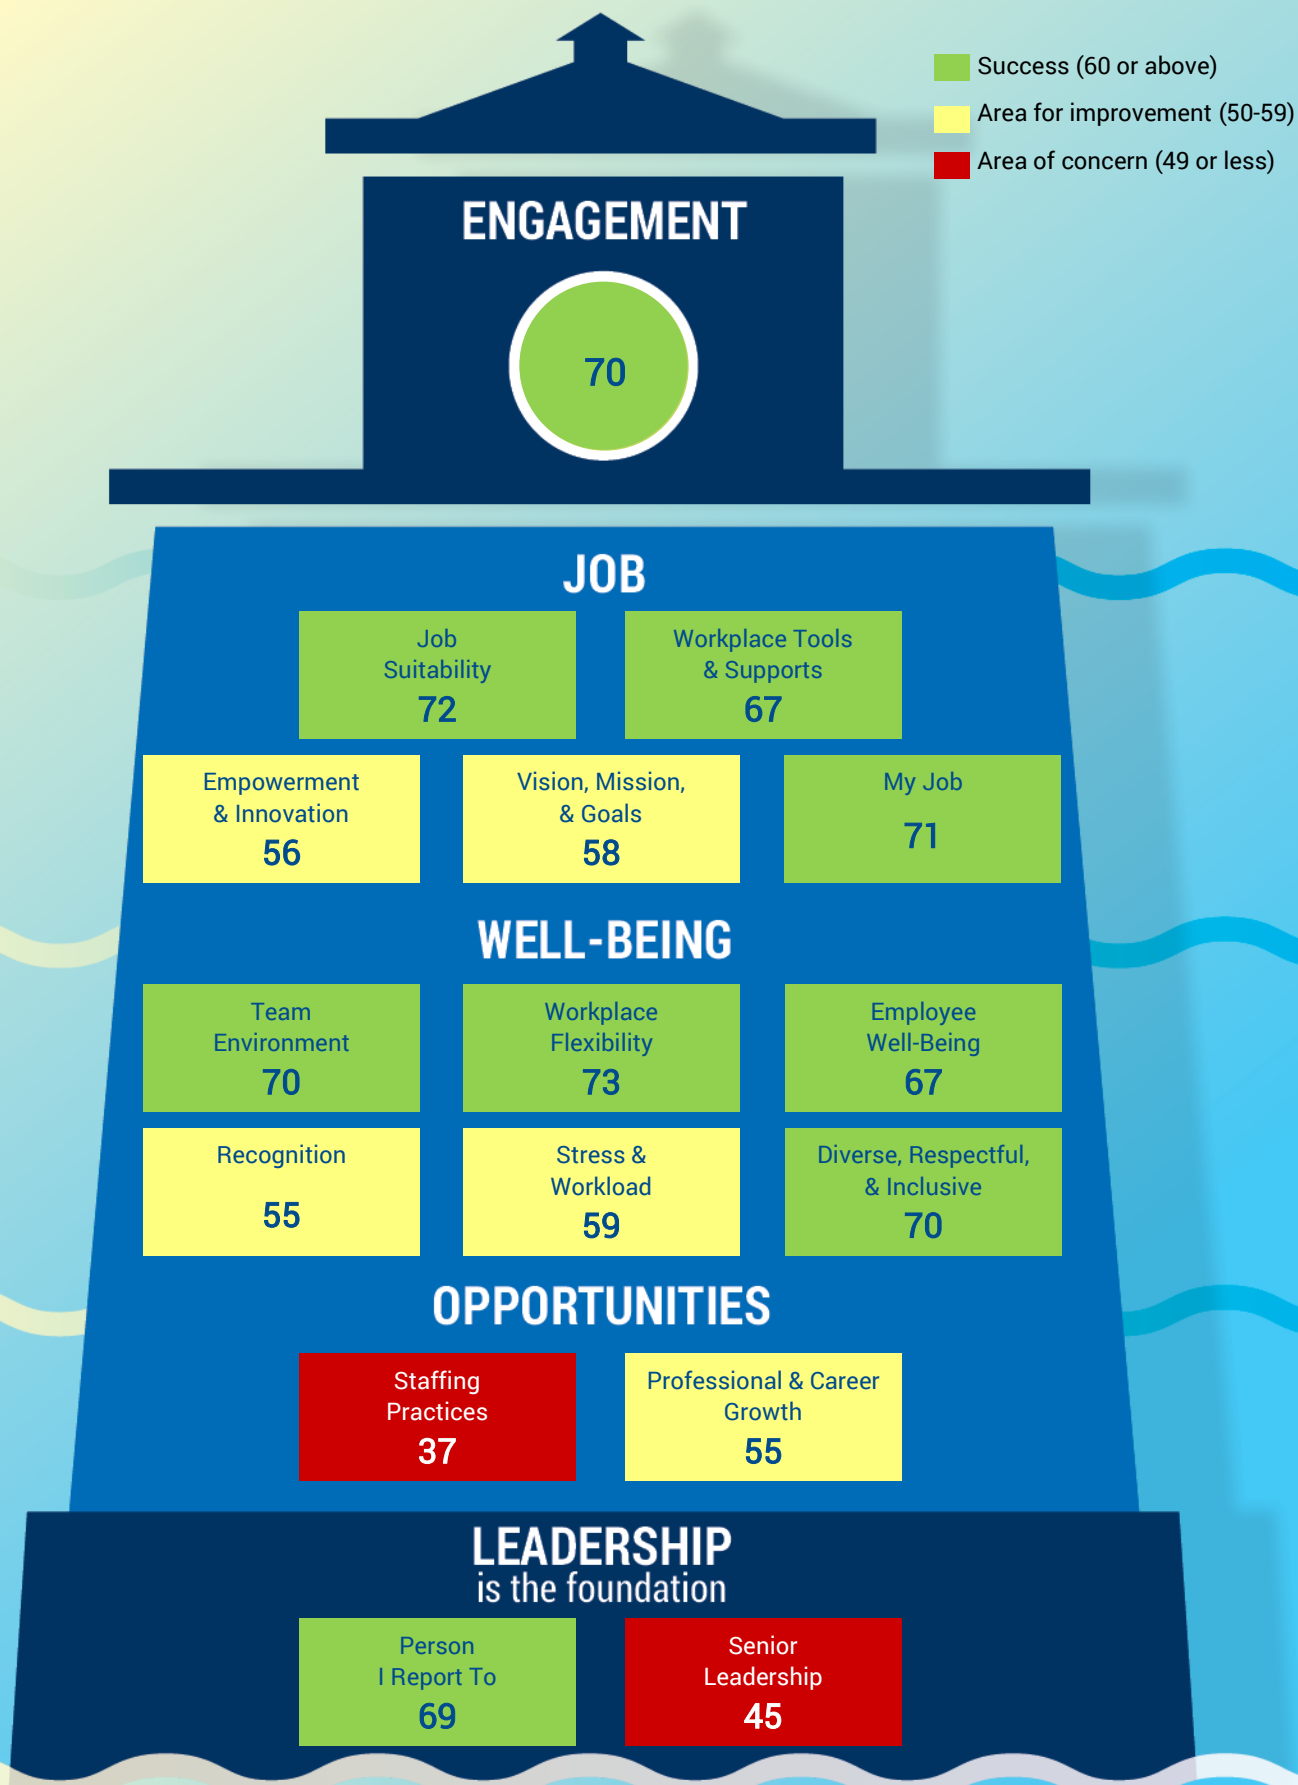 Success (60 or above)
Area for improvement (50-59)
Area of concern (49 or less)
ENGAGEMENT
70
JOB
Job
Suitability
72
Workplace Tools
& Supports
67
Empowerment
& Innovation
56
Vision, Mission,
& Goals
58
My Job
71
WELL-BEING
Team
Environment
70
Workplace
Flexibility
73
Employee
Well-Being
67
Recognition
55
Stress &
Workload
59
Diverse, Respectful,
& Inclusive
70
OPPORTUNITIES
Staffing
Practices
37
Professional & Career
Growth
55
LEADERSHIP
is the foundation
Person
I Report To
69
Senior
Leadership
45